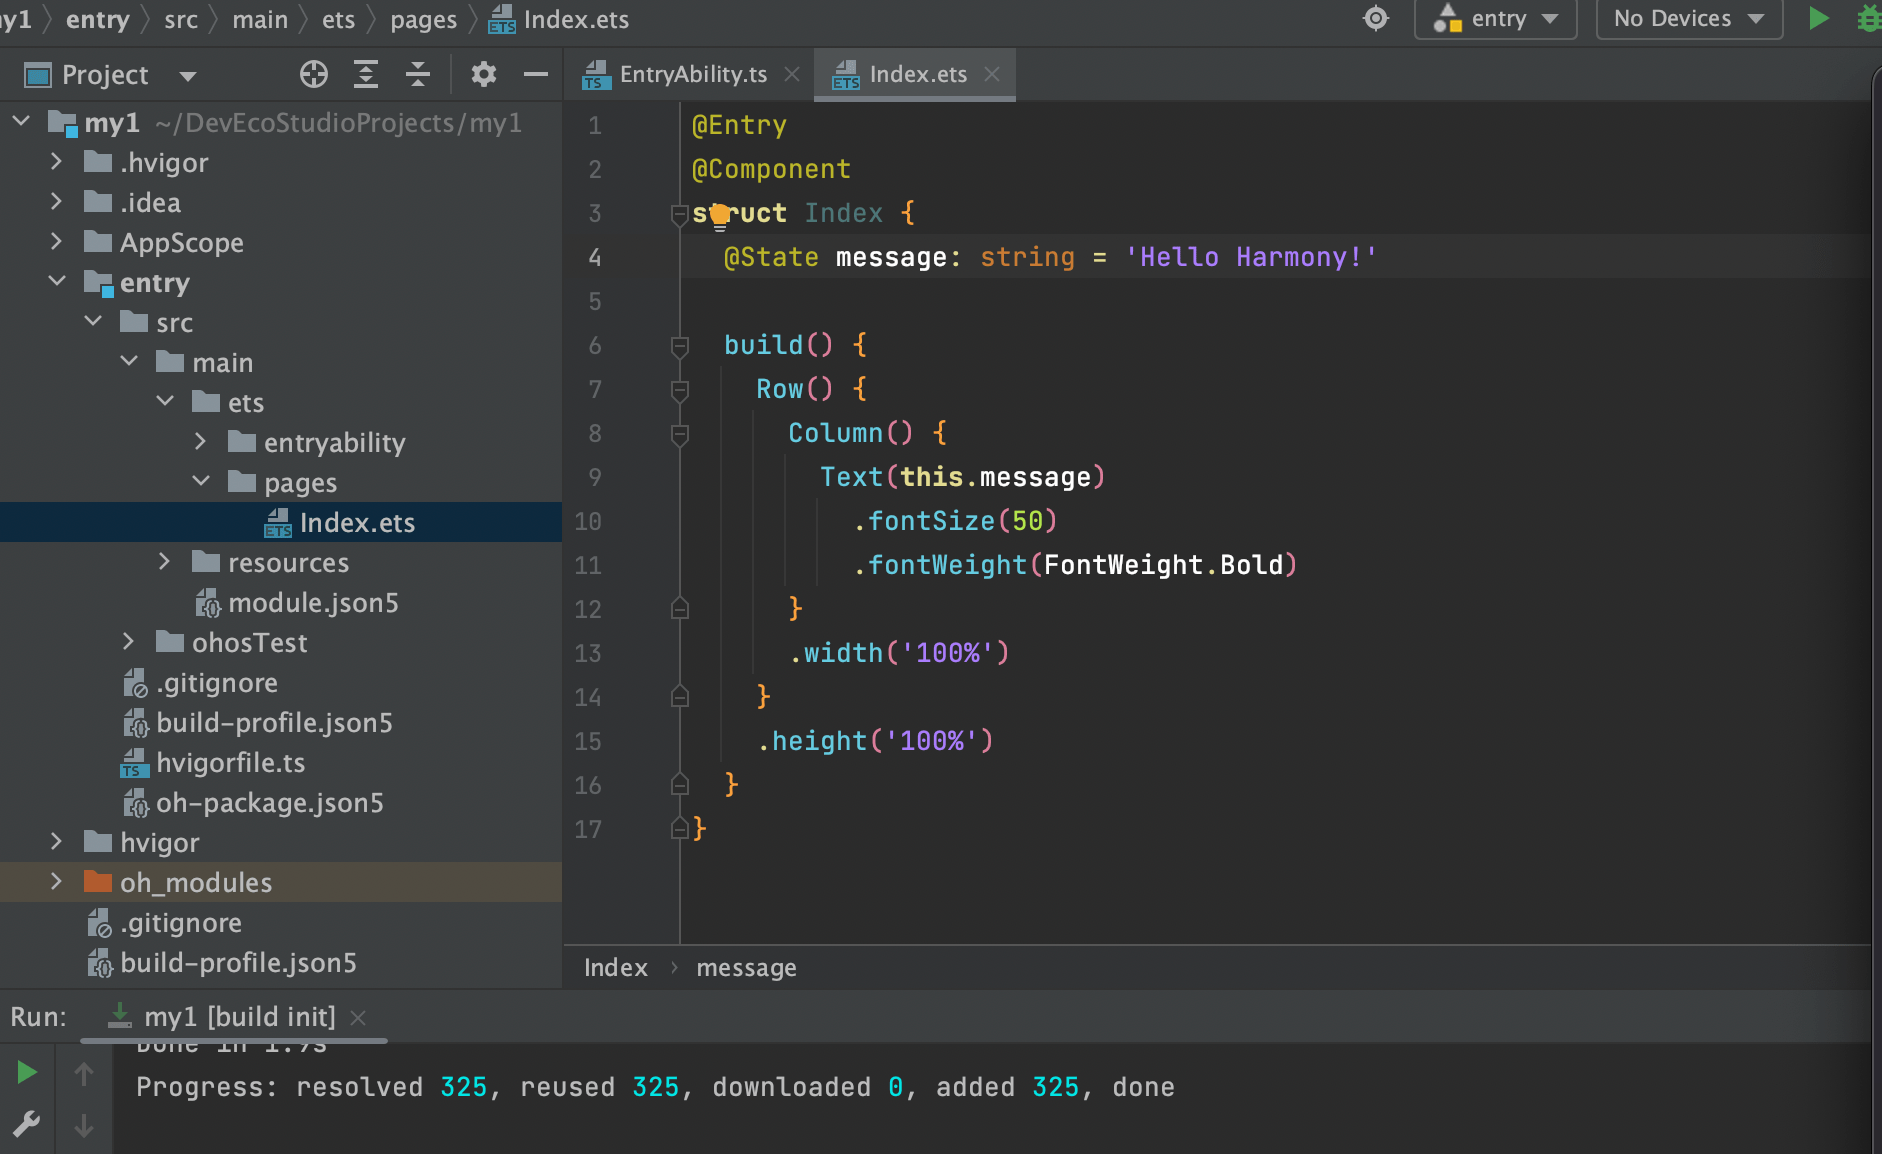 my1 entry src main ets pages Index.ets entry No Devices
Project EntryAbility.ts Index.ets
my1 ~/DevEcoStudioProjects/my1
.hvigor
.idea
AppScope
entry
src
main
ets
entryability
pages
Index.ets
resources
module.json5
ohosTest
.gitignore
build-profile.json5
hvigorfile.ts
oh-package.json5
hvigor
oh_modules
.gitignore
build-profile.json5
1 @Entry
2 @Component
3 struct Index {
4 @State message: string = 'Hello Harmony!'
5
6 build() {
7 Row() {
8 Column() {
9 Text(this.message)
10 .fontSize(50)
11 .fontWeight(FontWeight.Bold)
12 }
13 .width('100%')
14 }
15 .height('100%')
16 }
17 }
Index message
Run: my1 [build init]
Done in 1.9s
Progress: resolved 325, reused 325, downloaded 0, added 325, done